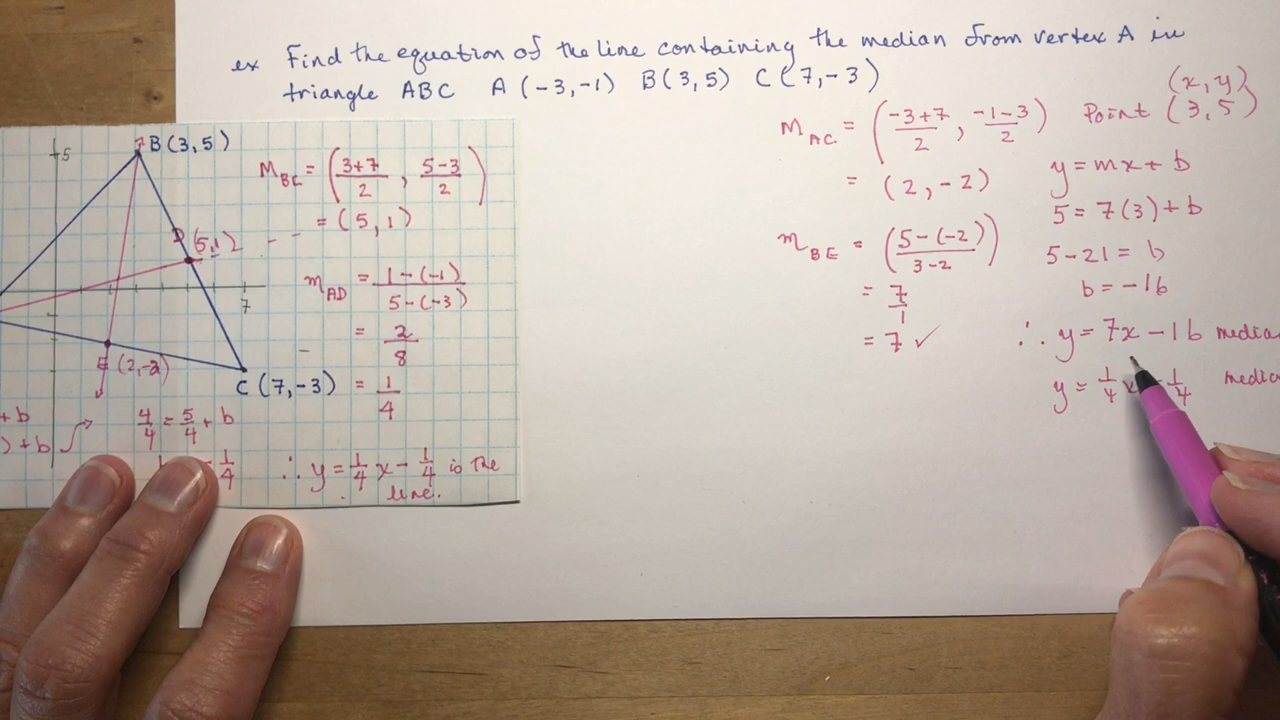 ex Find the equation of the line containing the median from vertex A in
triangle ABC A (-3,-1) B(3,5) C(7,-3)
5
B(3,5)
D (5,1)
7
E (2,-2)
C (7,-3)
M_BC = ((3+7)/2 , (5-3)/2)
= (5,1)
m_AD = (1-(-1))/(5-(-3))
= 2/8
= 1/4
+ b
) + b
4/4 = 5/4 + b
-1/4
∴ y = 1/4 x - 1/4 is the
line.
M_AC = ((-3+7)/2 , (-1-3)/2)
= (2,-2)
m_BE = ((5-(-2))/(3-2))
= 7/1
= 7 ✓
(x,y)
Point (3,5)
y = mx + b
5 = 7(3) + b
5-21 = b
b = -16
∴ y = 7x - 16 media
y = 1/4 x - 1/4 media